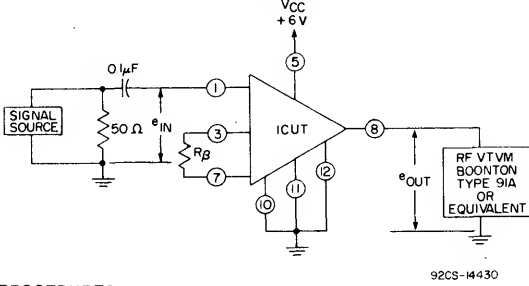 VCC
+6 V
5
0.1μF
1
SIGNAL
SOURCE
50 Ω
eIN
3
Rβ
7
ICUT
8
10
11
12
eOUT
RF VTVM
BOONTON
TYPE 91A
OR
EQUIVALENT
92CS-14430